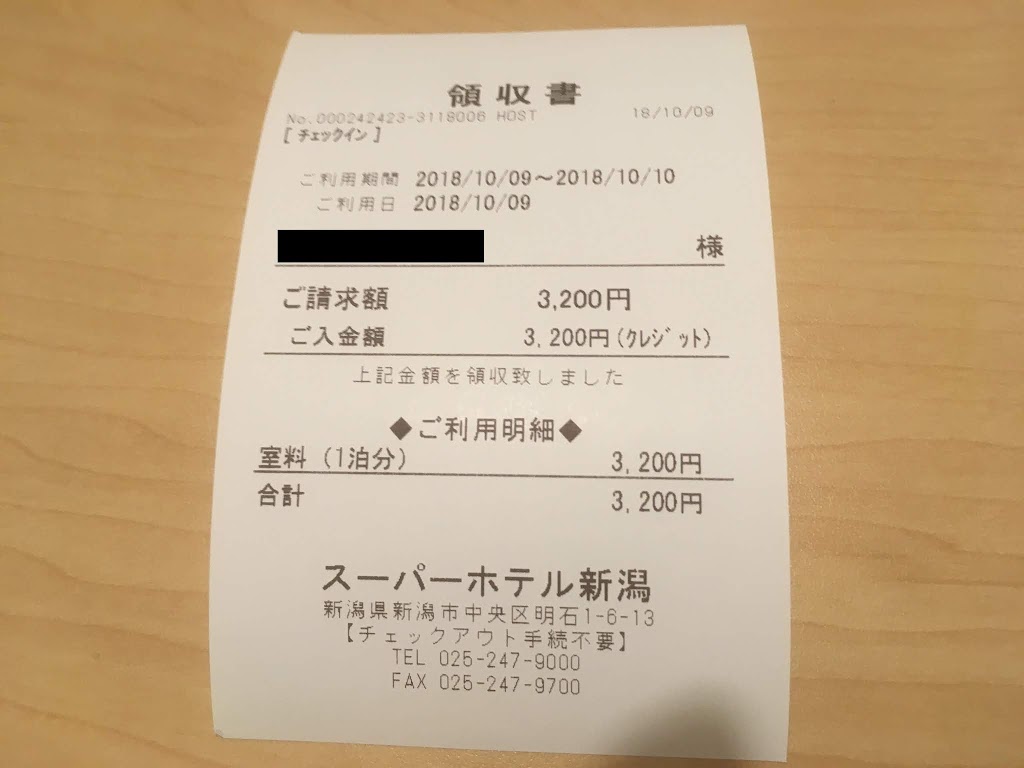 領収書
No.000242423-3118006 HOST 18/10/09
[ﾁｪｯｸｲﾝ]
ご利用期間 2018/10/09～2018/10/10
ご利用日 2018/10/09
様
ご請求額 3,200円
ご入金額 3,200円(ｸﾚｼﾞｯﾄ)
上記金額を領収致しました
◆ご利用明細◆
室料 (1泊分) 3,200円
合計 3,200円
スーパーホテル新潟
新潟県新潟市中央区明石1-6-13
【チェックアウト手続不要】
TEL 025-247-9000
FAX 025-247-9700